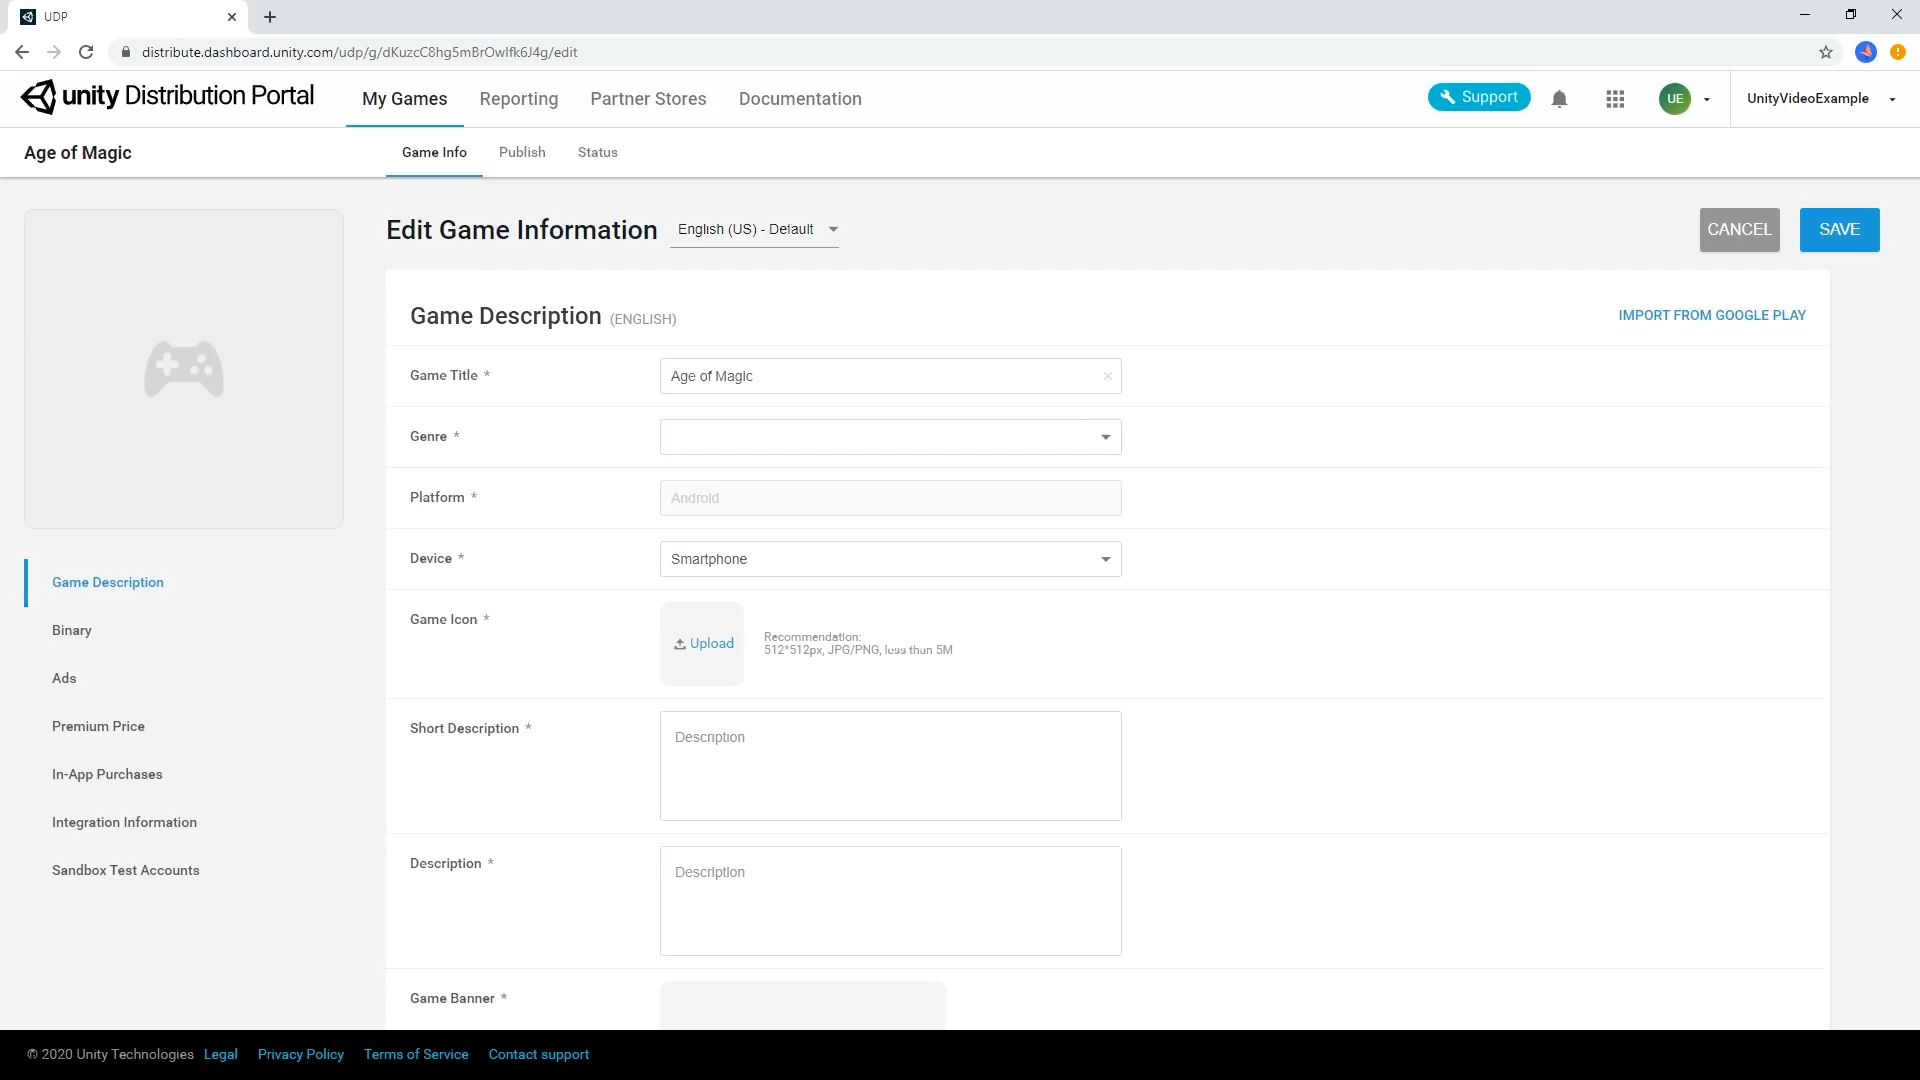 UDP
distribute.dashboard.unity.com/udp/g/dKuzcC8hg5mBrOwIfk6J4g/edit
unity Distribution Portal
My Games
Reporting
Partner Stores
Documentation
Support
UE
UnityVideoExample
Age of Magic
Game Info
Publish
Status
Edit Game Information
English (US) - Default
CANCEL
SAVE
Game Description (ENGLISH)
IMPORT FROM GOOGLE PLAY
Game Title *
Age of Magic
Genre *
Platform *
Android
Device *
Smartphone
Game Icon *
Upload
Recommendation:
512*512px, JPG/PNG, less than 5M
Short Description *
Description
Description *
Description
Game Banner *
Game Description
Binary
Ads
Premium Price
In-App Purchases
Integration Information
Sandbox Test Accounts
© 2020 Unity Technologies Legal Privacy Policy Terms of Service Contact support